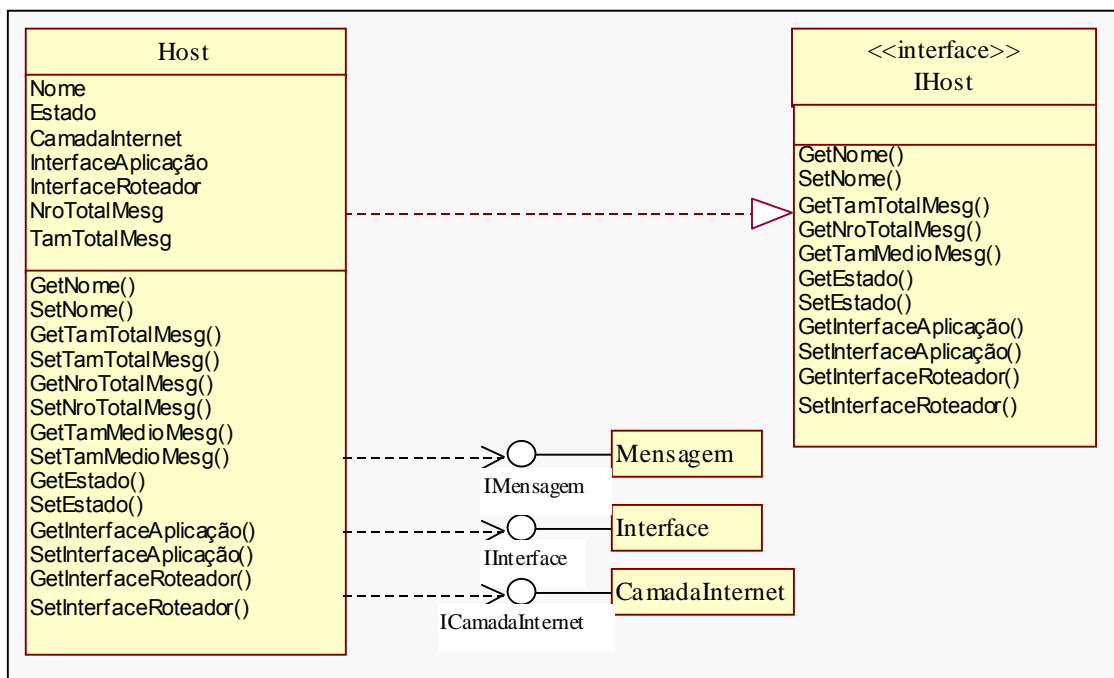 Host
Nome
Estado
CamadaInternet
InterfaceAplicação
InterfaceRoteador
NroTotalMesg
TamTotalMesg
GetNome()
SetNome()
GetTamTotalMesg()
SetTamTotalMesg()
GetNroTotalMesg()
SetNroTotalMesg()
GetTamMedioMesg()
SetTamMedioMesg()
GetEstado()
SetEstado()
GetInterfaceAplicação()
SetInterfaceAplicação()
GetInterfaceRoteador()
SetInterfaceRoteador()
<<interface>>
IHost
GetNome()
SetNome()
GetTamTotalMesg()
GetNroTotalMesg()
GetTamMedioMesg()
GetEstado()
SetEstado()
GetInterfaceAplicação()
SetInterfaceAplicação()
GetInterfaceRoteador()
SetInterfaceRoteador()
Mensagem
IMensagem
Interface
IInterface
CamadaInternet
ICamadaInternet